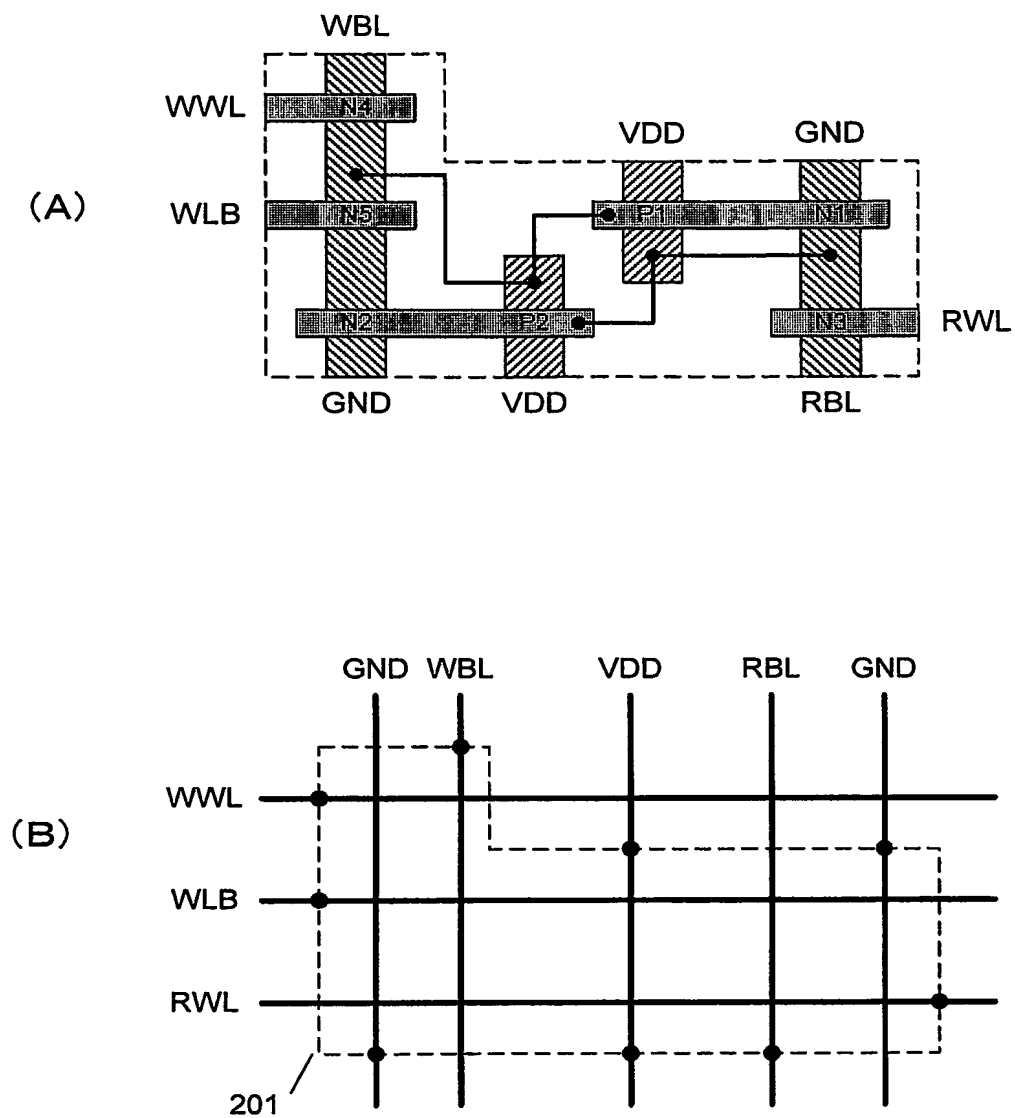 WBL
WWL
N4
VDD
GND
(A)
WLB
N5
P1
N1
N2
P2
N3
RWL
GND
VDD
RBL
GND
WBL
VDD
RBL
GND
WWL
(B)
WLB
RWL
201